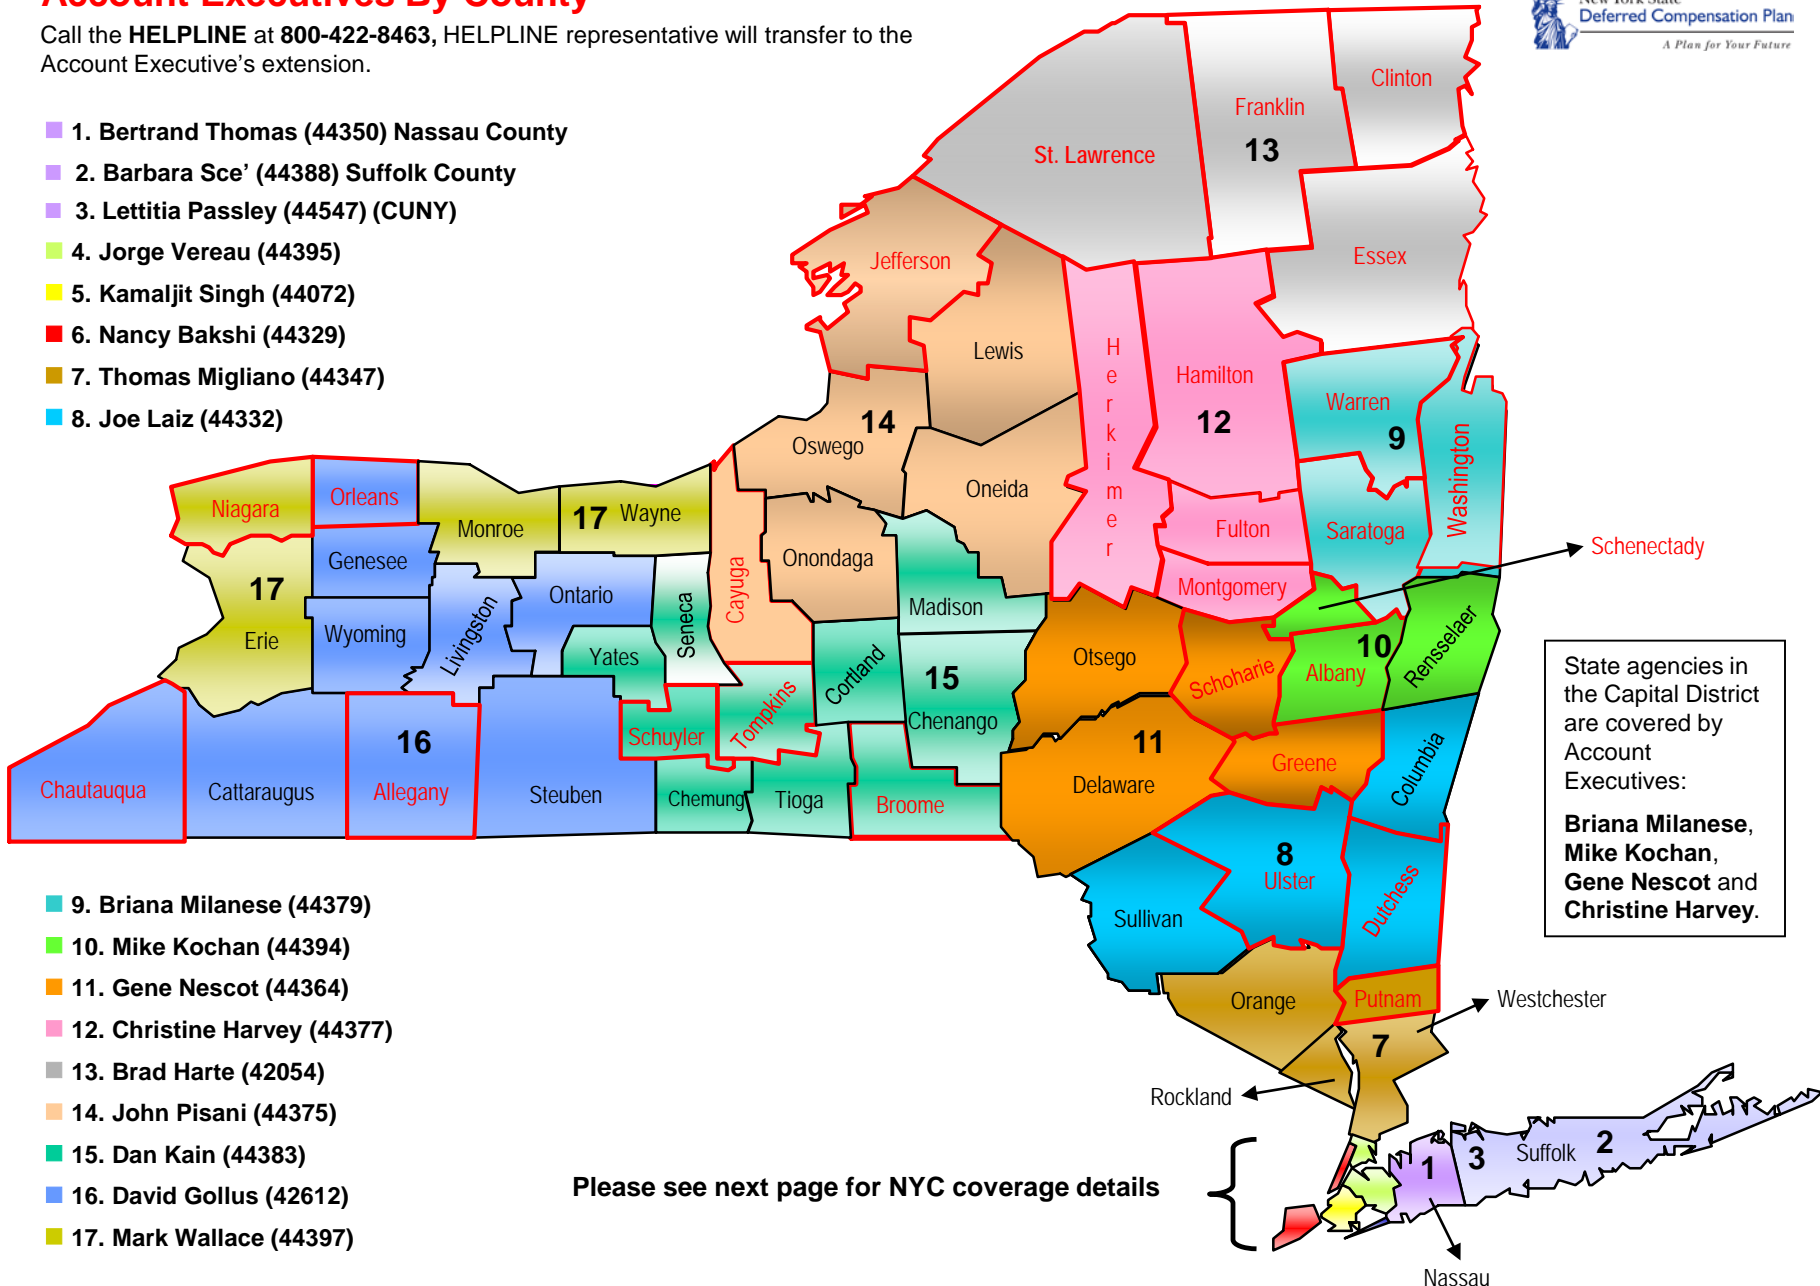 Account Executives By County
Call the HELPLINE at 800-422-8463, HELPLINE representative will transfer to the
Account Executive's extension.
New York State
Deferred Compensation Plan
A Plan for Your Future
1. Bertrand Thomas (44350) Nassau County
2. Barbara Sce’ (44388) Suffolk County
3. Lettitia Passley (44547) (CUNY)
4. Jorge Vereau (44395)
5. Kamaljit Singh (44072)
6. Nancy Bakshi (44329)
7. Thomas Migliano (44347)
8. Joe Laiz (44332)
Clinton
Franklin
13
St. Lawrence
Essex
Jefferson
Lewis
Herkimer
Hamilton
12
Warren
9
Washington
14
Oswego
Oneida
Niagara
Orleans
Monroe
17
Wayne
Fulton
Saratoga
Schenectady
Genesee
Onondaga
Cayuga
Montgomery
17
Erie
Wyoming
Livingston
Ontario
Seneca
Madison
Yates
Otsego
Schoharie
10
Albany
Rensselaer
Cortland
15
Chenango
Tompkins
Schuyler
16
11
Greene
Columbia
Chautauqua
Cattaraugus
Allegany
Steuben
Chemung
Tioga
Broome
Delaware
8
Ulster
Dutchess
Sullivan
Orange
Putnam
Westchester
7
Rockland
State agencies in
the Capital District
are covered by
Account
Executives:
Briana Milanese,
Mike Kochan,
Gene Nescot and
Christine Harvey.
9. Briana Milanese (44379)
10. Mike Kochan (44394)
11. Gene Nescot (44364)
12. Christine Harvey (44377)
13. Brad Harte (42054)
14. John Pisani (44375)
15. Dan Kain (44383)
16. David Gollus (42612)
17. Mark Wallace (44397)
Please see next page for NYC coverage details
1
3
Suffolk
2
Nassau